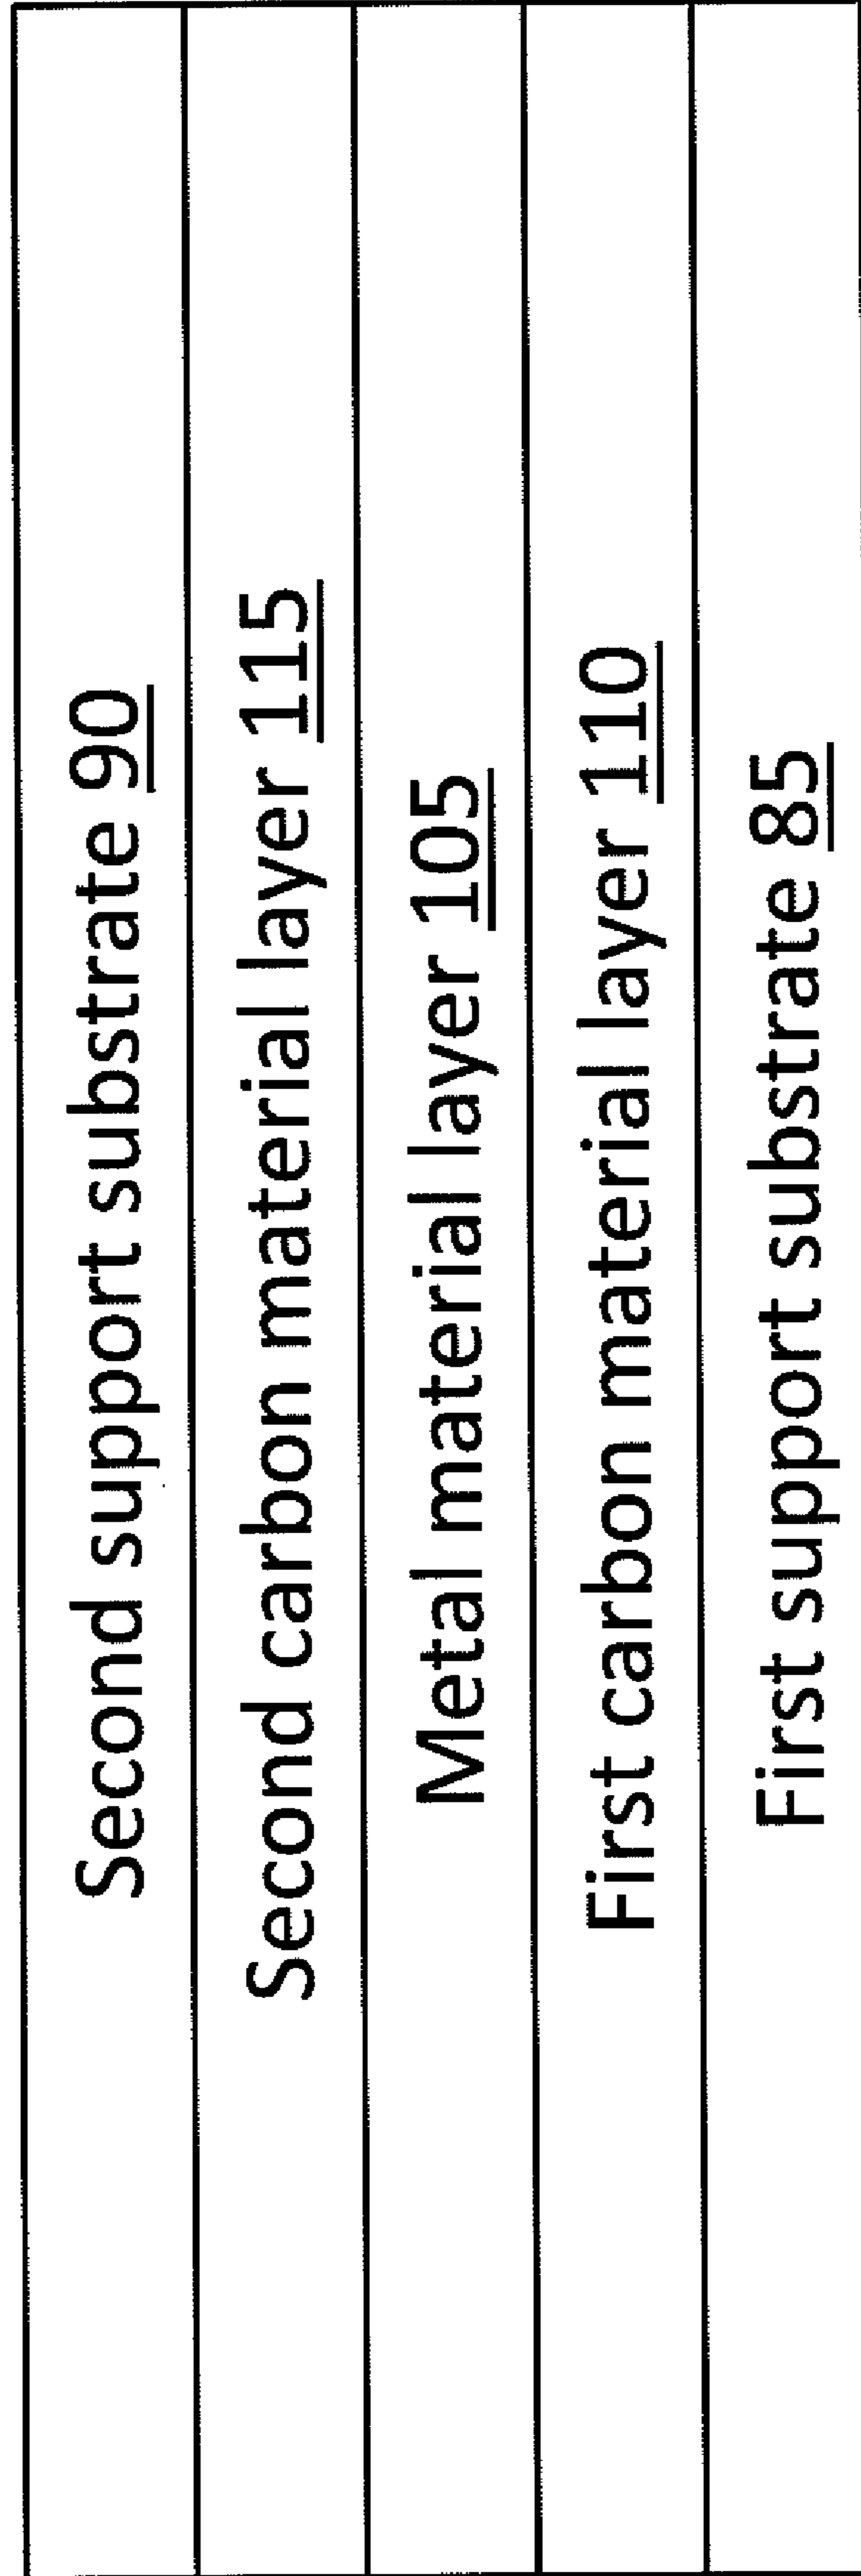 Second support substrate 90
Second carbon material layer 115
Metal material layer 105
First carbon material layer 110
First support substrate 85